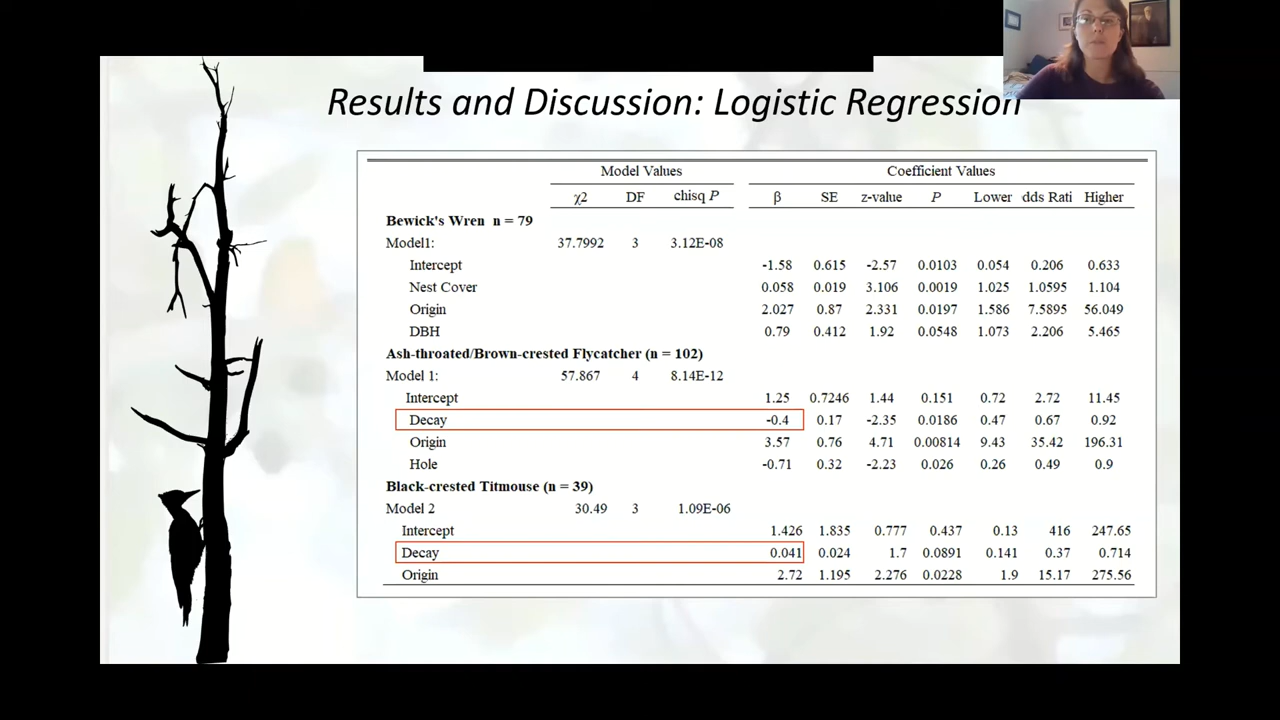 Results and Discussion: Logistic Regression
Model Values Coefficient Values
χ2 DF chisq P β SE z-value P Lower dds Rati Higher
Bewick's Wren n = 79
Model1: 37.7992 3 3.12E-08
Intercept -1.58 0.615 -2.57 0.0103 0.054 0.206 0.633
Nest Cover 0.058 0.019 3.106 0.0019 1.025 1.0595 1.104
Origin 2.027 0.87 2.331 0.0197 1.586 7.5895 56.049
DBH 0.79 0.412 1.92 0.0548 1.073 2.206 5.465
Ash-throated/Brown-crested Flycatcher (n = 102)
Model 1: 57.867 4 8.14E-12
Intercept 1.25 0.7246 1.44 0.151 0.72 2.72 11.45
Decay -0.4 0.17 -2.35 0.0186 0.47 0.67 0.92
Origin 3.57 0.76 4.71 0.00814 9.43 35.42 196.31
Hole -0.71 0.32 -2.23 0.026 0.26 0.49 0.9
Black-crested Titmouse (n = 39)
Model 2 30.49 3 1.09E-06
Intercept 1.426 1.835 0.777 0.437 0.13 416 247.65
Decay 0.041 0.024 1.7 0.0891 0.141 0.37 0.714
Origin 2.72 1.195 2.276 0.0228 1.9 15.17 275.56